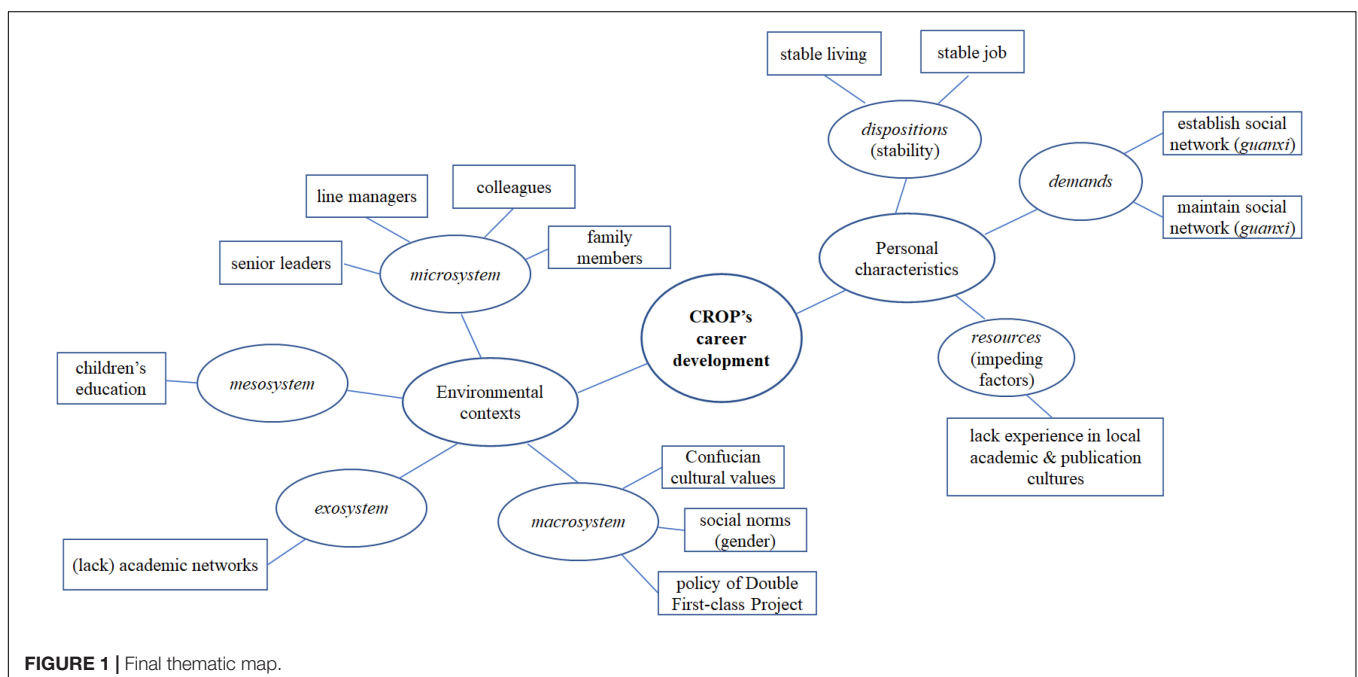 stable living
stable job
dispositions
(stability)
establish social
network (guanxi)
demands
maintain social
network (guanxi)
Personal
characteristics
resources
(impeding
factors)
lack experience in local
academic & publication
cultures
colleagues
line managers
family
members
senior leaders
microsystem
CROP's
career
development
children's
education
mesosystem
Environmental
contexts
Confucian
cultural values
exosystem
macrosystem
social norms
(gender)
(lack) academic networks
policy of Double
First-class Project
FIGURE 1 | Final thematic map.